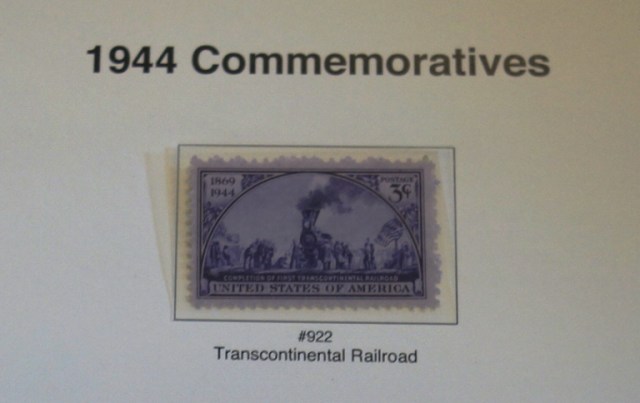 1944 Commemoratives
1869
1944
POSTAGE
3¢
COMPLETION OF FIRST TRANSCONTINENTAL RAILROAD
UNITED STATES OF AMERICA
#922
Transcontinental Railroad